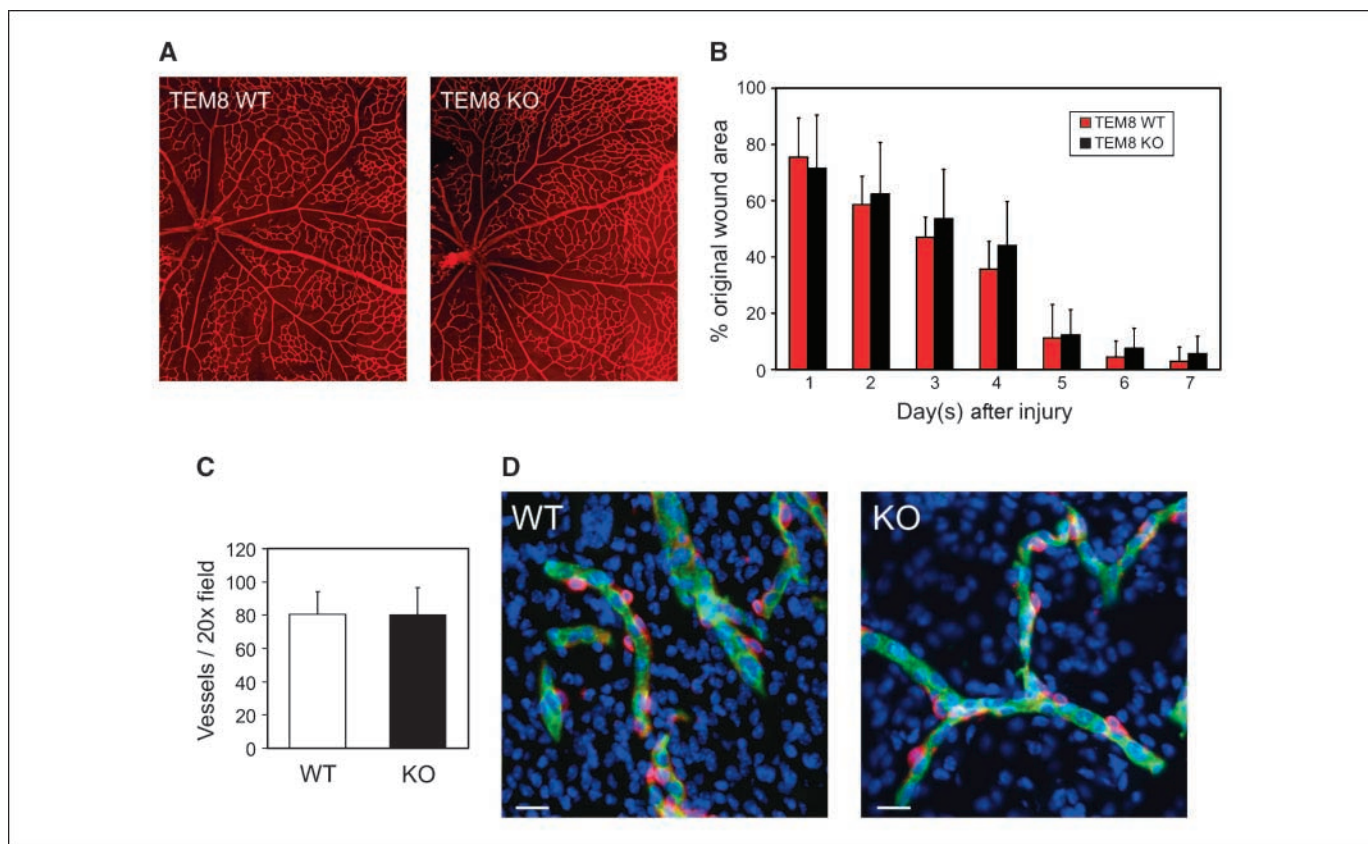 A
TEM8 WT
TEM8 KO
B
% original wound area
100
80
60
40
20
0
TEM8 WT
TEM8 KO
1 2 3 4 5 6 7
Day(s) after injury
C
Vessels / 20x field
120
100
80
60
40
20
0
WT KO
D
WT
KO